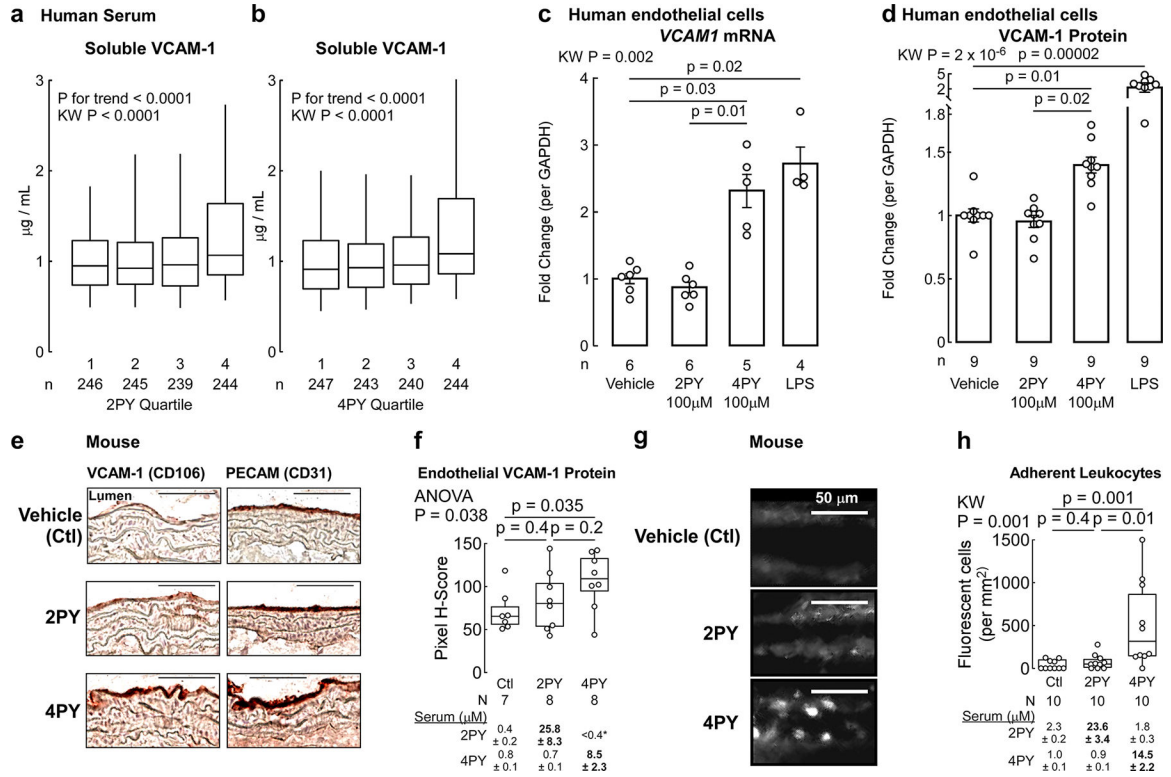 a Human Serum
Soluble VCAM-1
P for trend < 0.0001
KW P < 0.0001
µg / mL
3
2
1
0
1 2 3 4
n 246 245 239 244
2PY Quartile
b
Soluble VCAM-1
P for trend < 0.0001
KW P < 0.0001
µg / mL
3
2
1
0
1 2 3 4
n 247 243 240 244
4PY Quartile
c Human endothelial cells
VCAM1 mRNA
KW P = 0.002
p = 0.02
p = 0.03
p = 0.01
Fold Change (per GAPDH)
4
3
2
1
0
n 6 6 5 4
Vehicle 2PY 4PY LPS
100µM 100µM
d Human endothelial cells
VCAM-1 Protein
KW P = 2 x 10-6
p = 0.00002
p = 0.01
p = 0.02
Fold Change (per GAPDH)
5
2
1.8
1.5
1
0.5
0
n 9 9 9 9
Vehicle 2PY 4PY LPS
100µM 100µM
e Mouse
VCAM-1 (CD106) PECAM (CD31)
Lumen
Vehicle
(Ctl)
2PY
4PY
f
Endothelial VCAM-1 Protein
ANOVA
P = 0.038
p = 0.035
p = 0.4 p = 0.2
Pixel H-Score
150
100
50
0
Ctl 2PY 4PY
N 7 8 8
Serum (µM)
2PY 0.4 25.8 <0.4*
± 0.2 ± 8.3
4PY 0.8 0.7 8.5
± 0.1 ± 0.1 ± 2.3
g Mouse
50 µm
Vehicle (Ctl)
2PY
4PY
h
Adherent Leukocytes
KW
P = 0.001
p = 0.001
p = 0.4 p = 0.01
Fluorescent cells
(per mm2)
1500
1000
500
0
Ctl 2PY 4PY
N 10 10 10
Serum (µM)
2PY 2.3 23.6 1.8
± 0.2 ± 3.4 ± 0.3
4PY 1.0 0.9 14.5
± 0.1 ± 0.1 ± 2.2